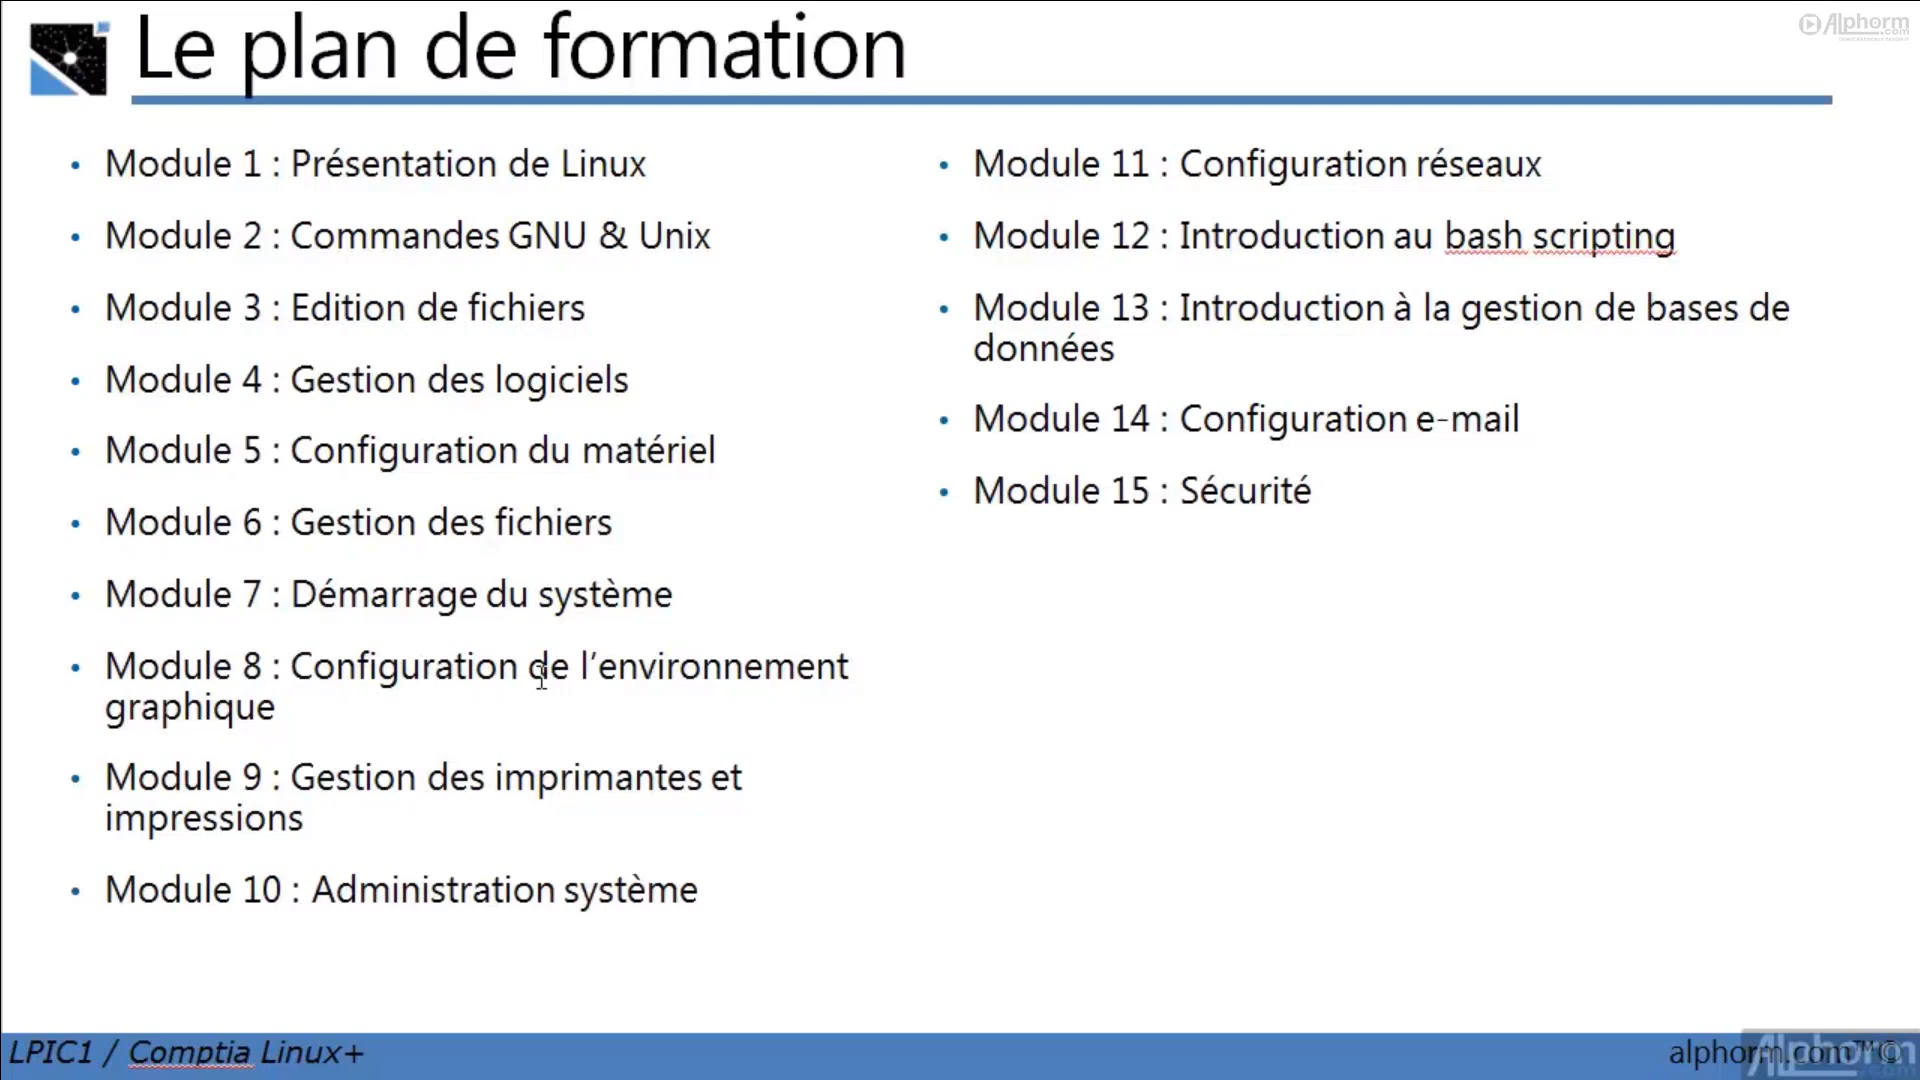 Le plan de formation
Alphorm
.com
• Module 1 : Présentation de Linux
• Module 2 : Commandes GNU & Unix
• Module 3 : Edition de fichiers
• Module 4 : Gestion des logiciels
• Module 5 : Configuration du matériel
• Module 6 : Gestion des fichiers
• Module 7 : Démarrage du système
• Module 8 : Configuration de l’environnement
graphique
• Module 9 : Gestion des imprimantes et
impressions
• Module 10 : Administration système
• Module 11 : Configuration réseaux
• Module 12 : Introduction au bash scripting
• Module 13 : Introduction à la gestion de bases de
données
• Module 14 : Configuration e-mail
• Module 15 : Sécurité
LPIC1 / Comptia Linux+
alphorm.com™©
Alphorm
.com